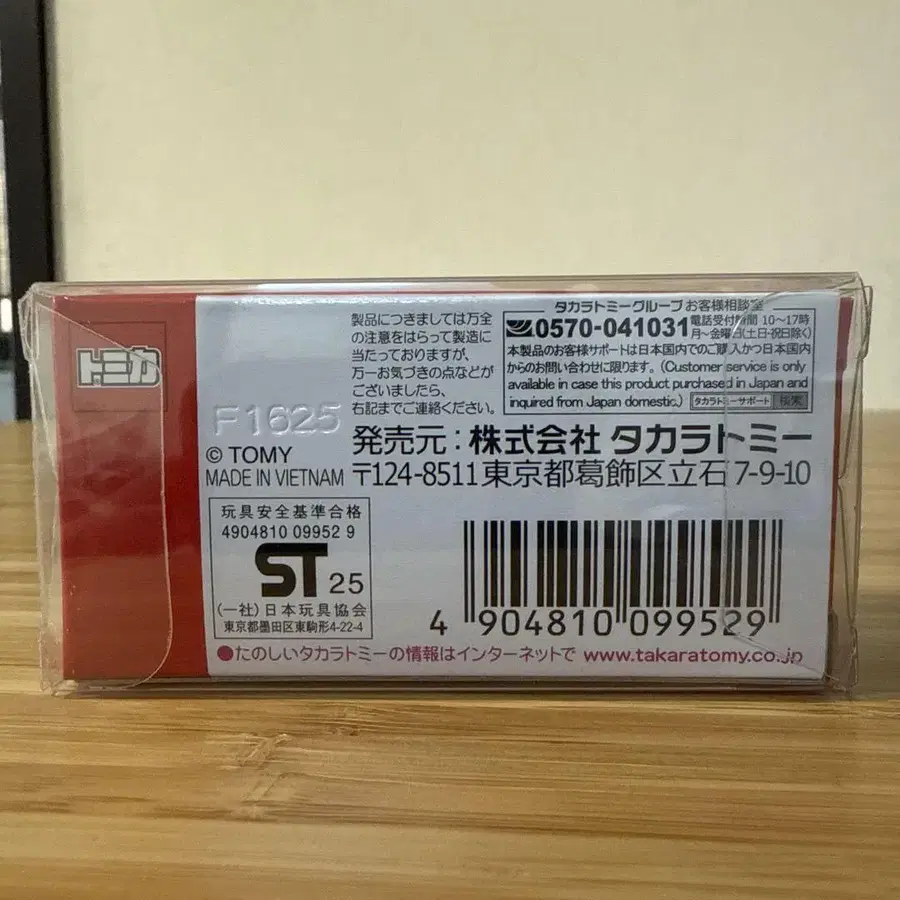 トミカ
F1625
© TOMY
MADE IN VIETNAM
製品につきましては万全
の注意をはらって製造に
当たっておりますが、
万一お気づきの点などが
ございましたら、
右記までご連絡ください。
タカラトミーグループ お客様相談室
0570-041031 電話受付時間 10〜17時
月〜金曜日(土日・祝日除く)
本製品のお客様サポートは日本国内でのご購入かつ日本国内
からのお問い合わせに限ります。(Customer service is only
available in case this product purchased in Japan and
inquired from Japan domestic.) タカラトミーサポート 検索
発売元:株式会社 タカラトミー
〒124-8511東京都葛飾区立石7-9-10
玩具安全基準合格
4904810 09952 9
ST 25
(一社)日本玩具協会
東京都墨田区東駒形4-22-4
4 904810 099529
●たのしいタカラトミーの情報はインターネットで www.takaratomy.co.jp